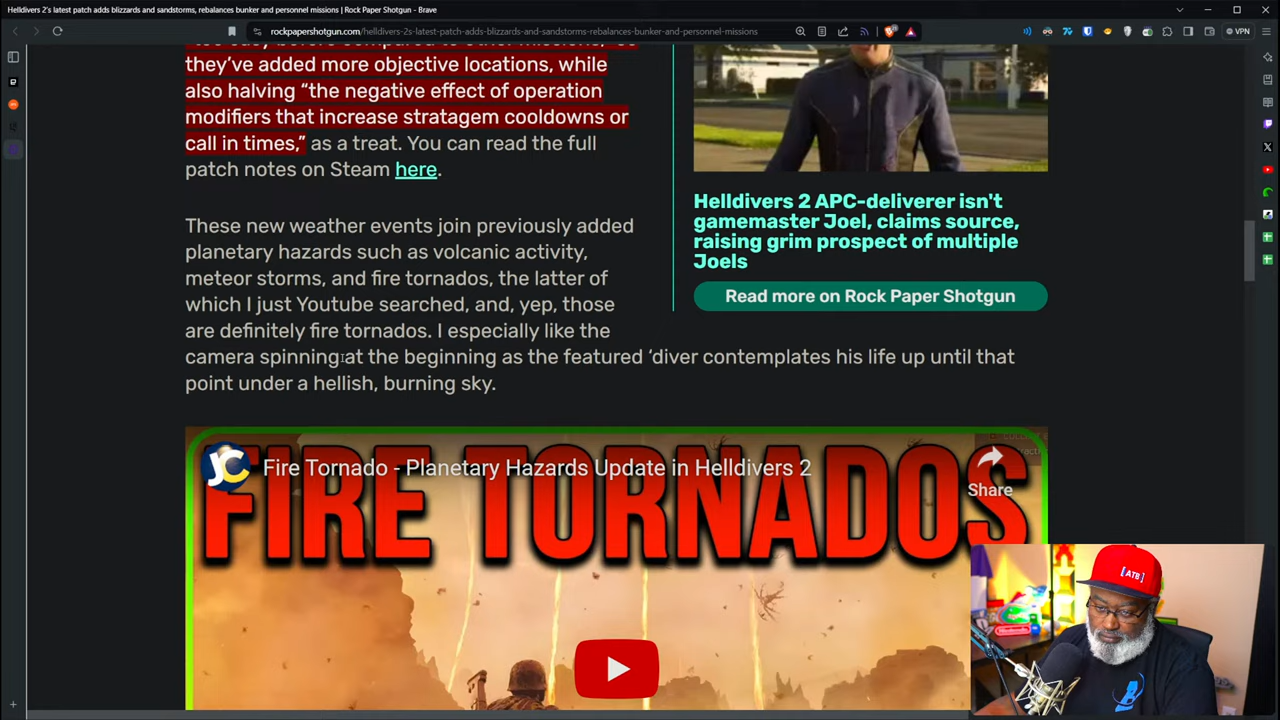 Helldivers 2's latest patch adds blizzards and sandstorms, rebalances bunker and personnel missions | Rock Paper Shotgun - Brave
rockpapershotgun.com/helldivers-2s-latest-patch-adds-blizzards-and-sandstorms-rebalances-bunker-and-personnel-missions
VPN
they've added more objective locations, while
also halving “the negative effect of operation
modifiers that increase stratagem cooldowns or
call in times,” as a treat. You can read the full
patch notes on Steam here.
These new weather events join previously added
planetary hazards such as volcanic activity,
meteor storms, and fire tornados, the latter of
which I just Youtube searched, and, yep, those
are definitely fire tornados. I especially like the
camera spinning at the beginning as the featured ‘diver contemplates his life up until that
point under a hellish, burning sky.
Helldivers 2 APC-deliverer isn't
gamemaster Joel, claims source,
raising grim prospect of multiple
Joels
Read more on Rock Paper Shotgun
JC
Fire Tornado - Planetary Hazards Update in Helldivers 2
Share
FIRE TORNADOS
[ATB]